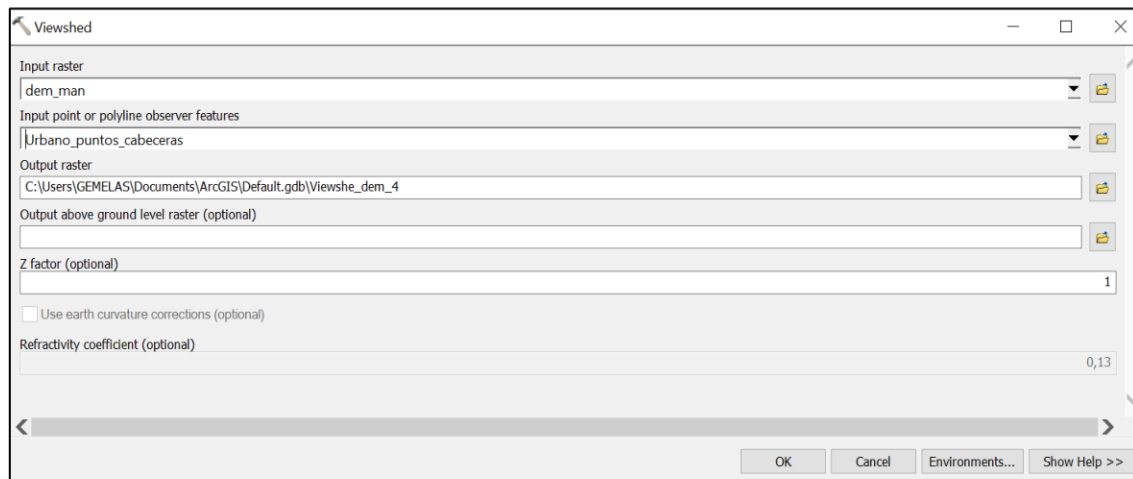 Viewshed
Input raster
dem_man
Input point or polyline observer features
Urbano_puntos_cabeceras
Output raster
C:\Users\GEMELAS\Documents\ArcGIS\Default.gdb\Viewshe_dem_4
Output above ground level raster (optional)
Z factor (optional)
1
Use earth curvature corrections (optional)
Refractivity coefficient (optional)
0,13
OK Cancel Environments... Show Help >>